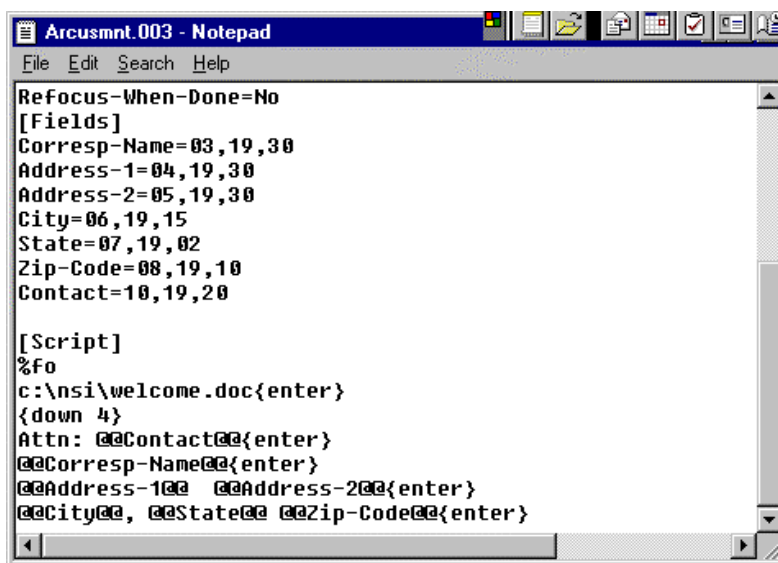 Arcusmnt.003 - Notepad
File Edit Search Help
Refocus-When-Done=No
[Fields]
Corresp-Name=03,19,30
Address-1=04,19,30
Address-2=05,19,30
City=06,19,15
State=07,19,02
Zip-Code=08,19,10
Contact=10,19,20
[Script]
%fo
c:\nsi\welcome.doc{enter}
{down 4}
Attn: @@Contact@@{enter}
@@Corresp-Name@@{enter}
@@Address-1@@  @@Address-2@@{enter}
@@City@@, @@State@@ @@Zip-Code@@{enter}